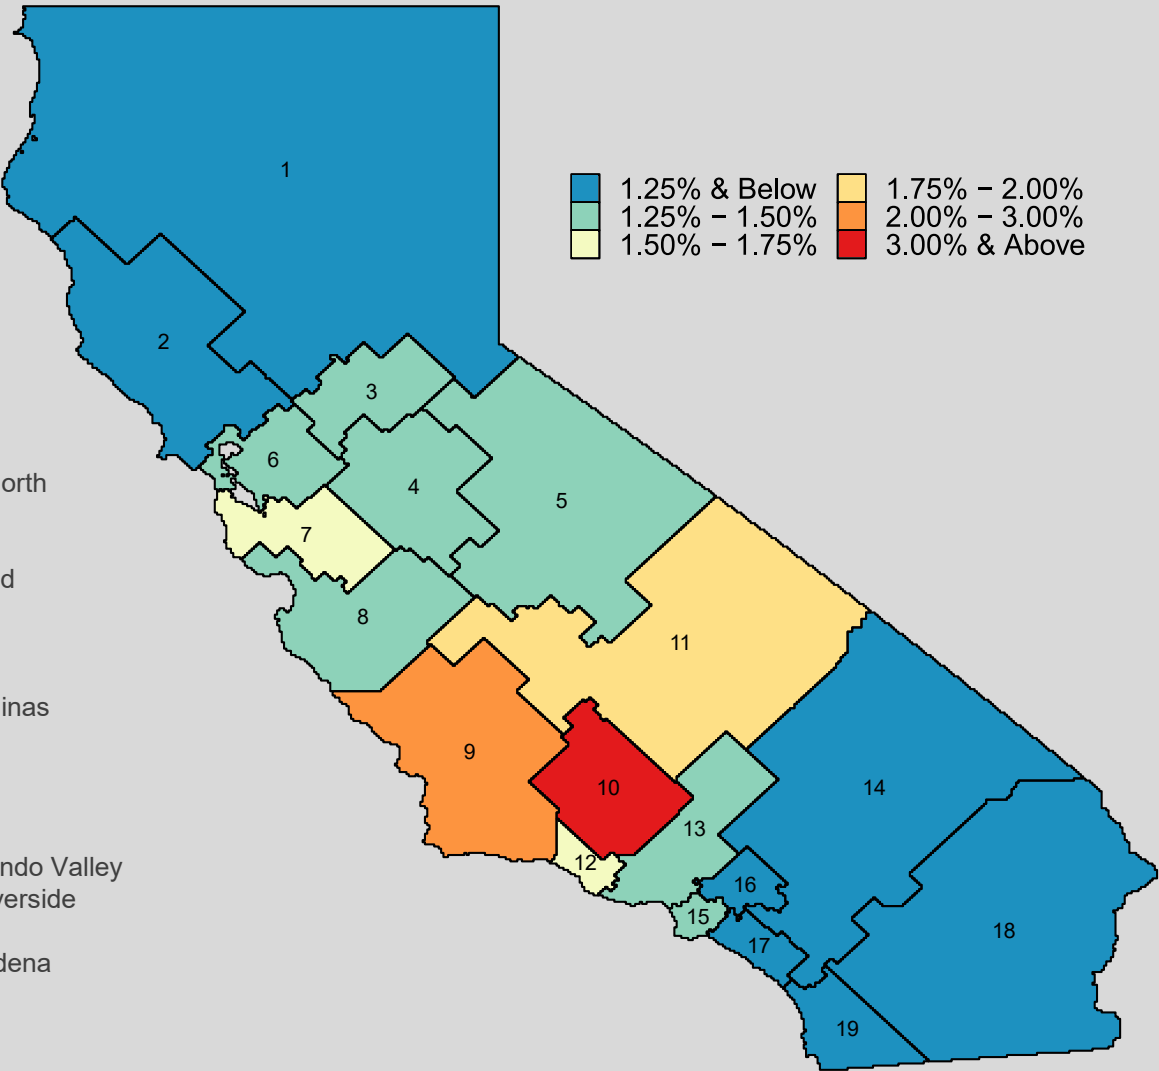 1
1.25% & Below
1.25% − 1.50%
1.50% − 1.75%
1.75% − 2.00%
2.00% − 3.00%
3.00% & Above
2
3
6
4
5
7
8
11
9
10
14
13
12
16
15
17
18
19
orth
d
inas
ndo Valley
verside
dena